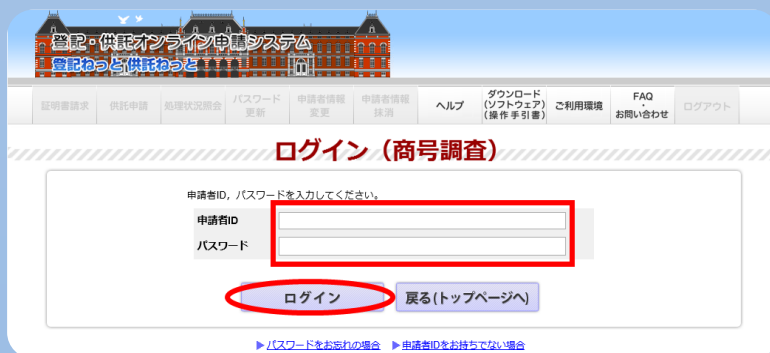 登記・供託オンライン申請システム
登記ねっと 供託ねっと
証明書請求 供託申請 処理状況照会 パスワード更新 申請者情報変更 申請者情報抹消 ヘルプ ダウンロード(ソフトウェア)(操作手引書) ご利用環境 FAQお問い合わせ ログアウト
ログイン（商号調査）
申請者ID，パスワードを入力してください。
申請者ID
パスワード
ログイン 戻る(トップページへ)
▶パスワードをお忘れの場合 ▶申請者IDをお持ちでない場合